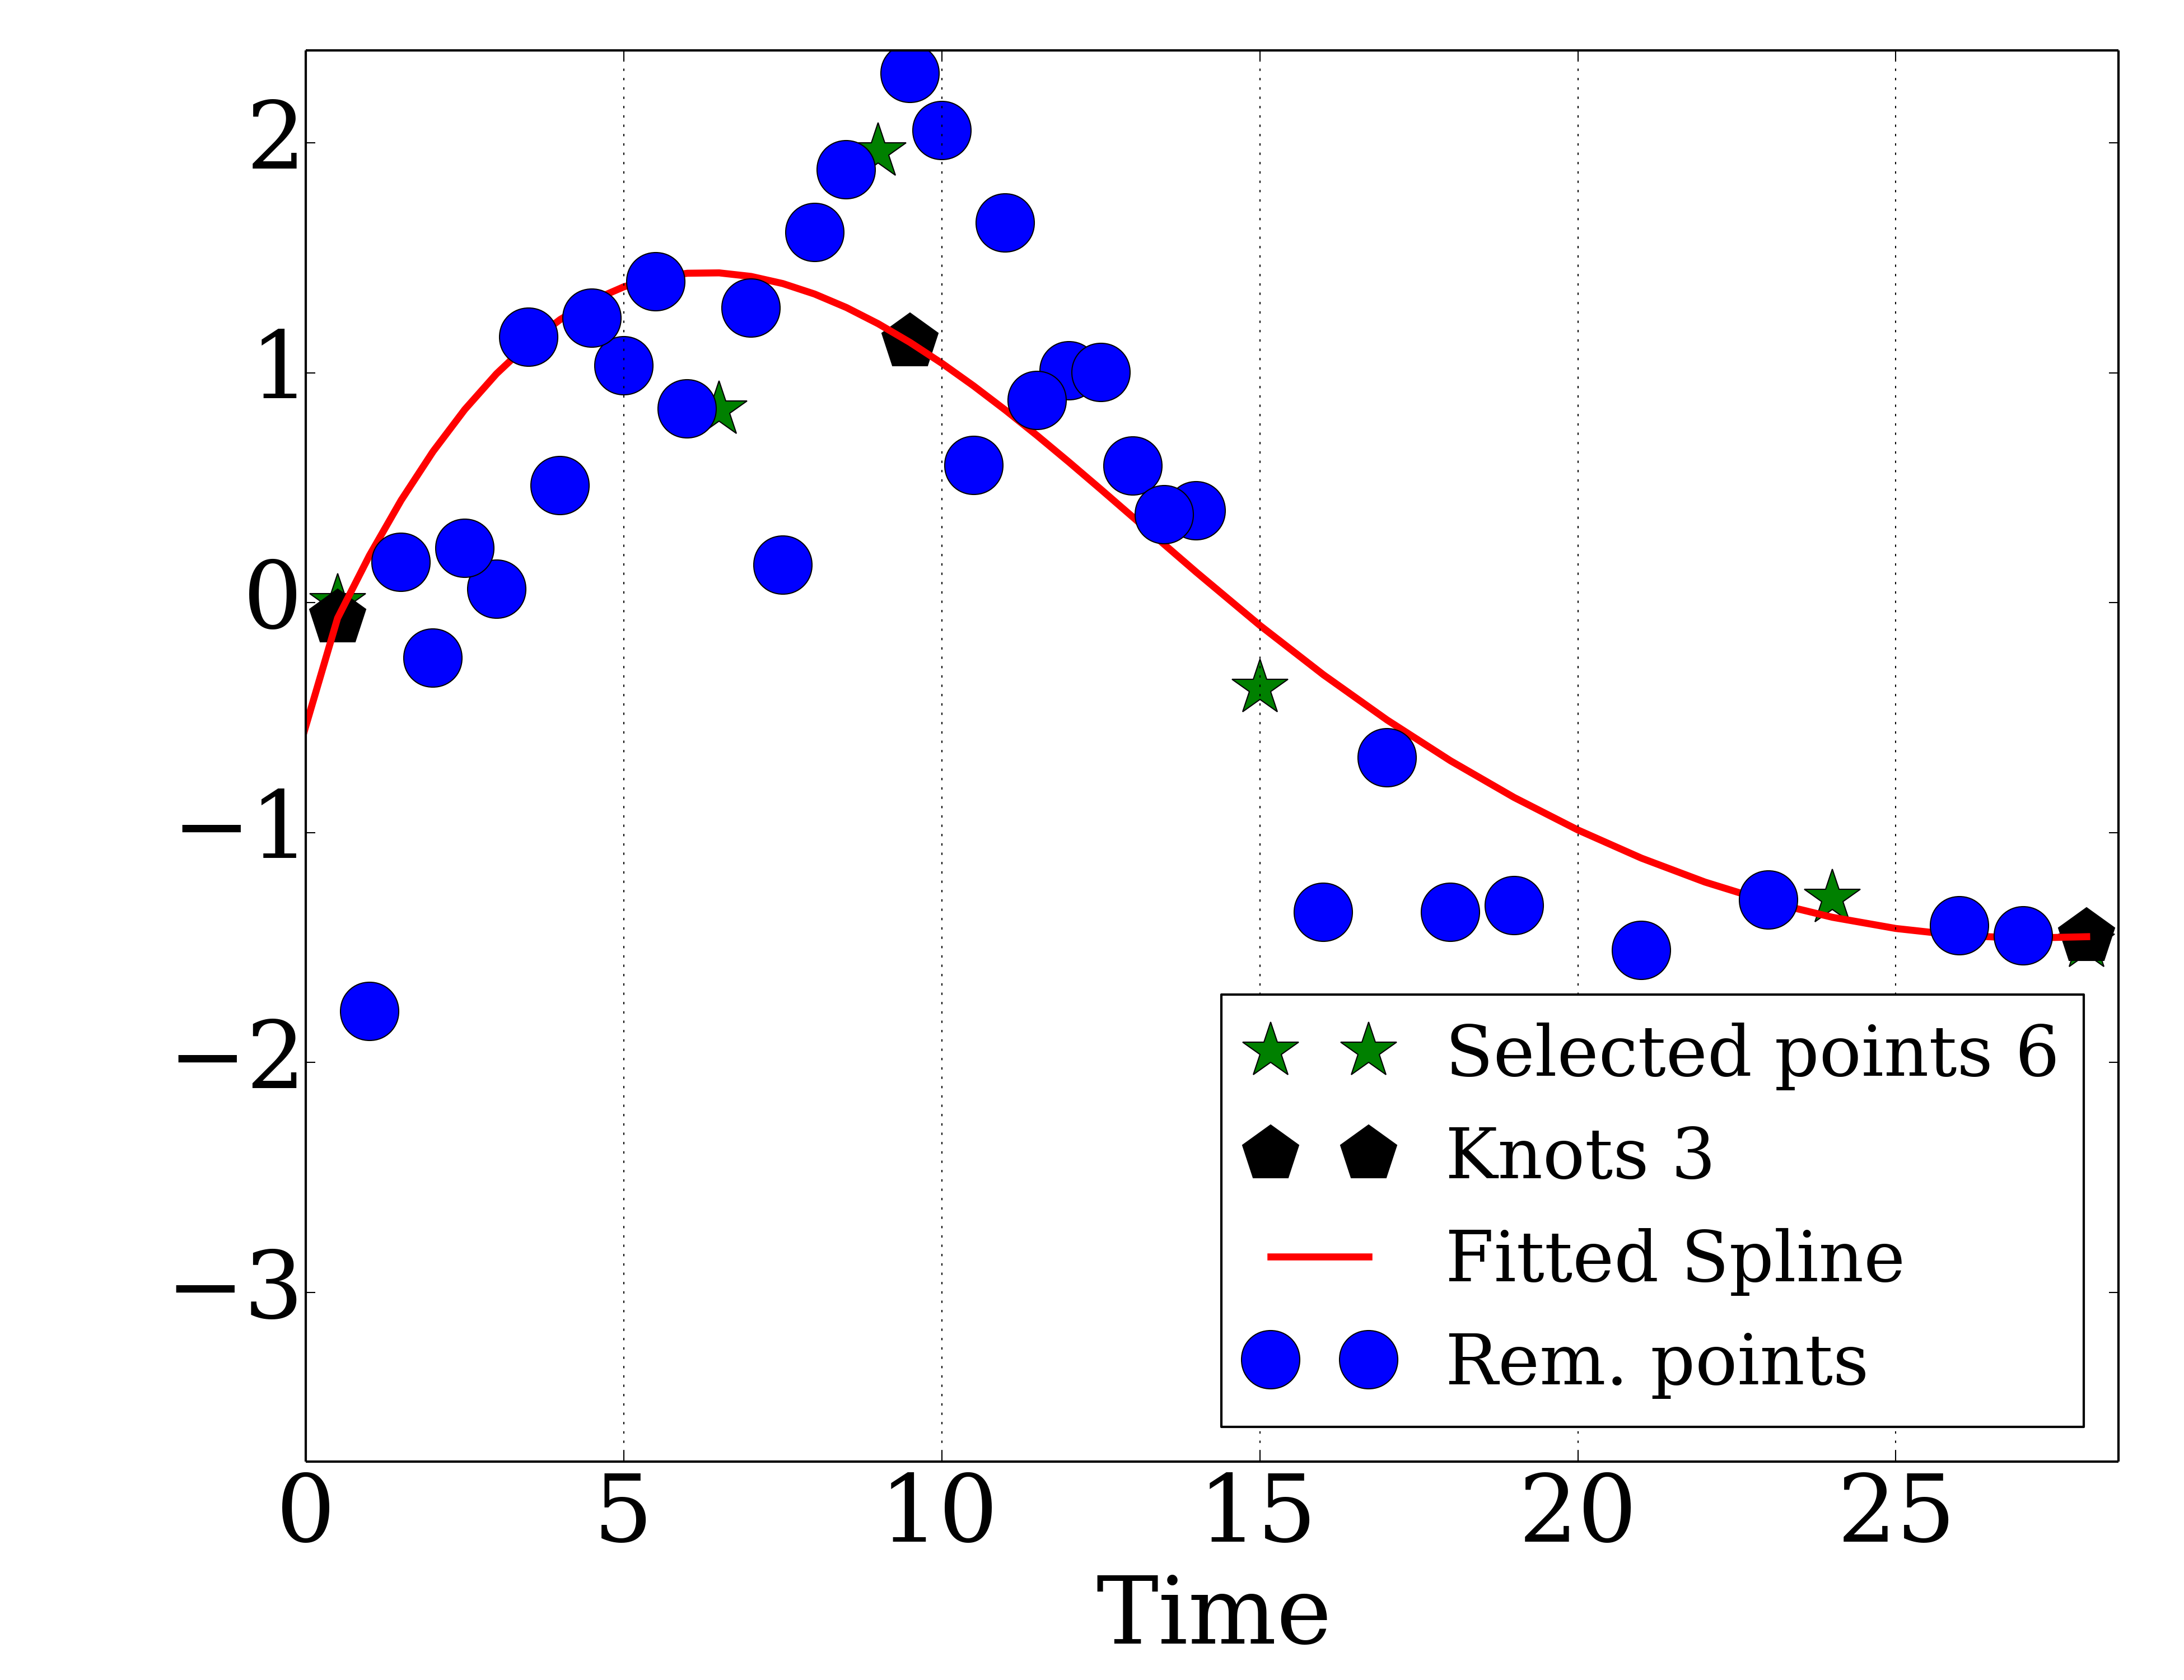 2
1
0
−1
−2
−3
Selected points 6
Knots 3
Fitted Spline
Rem. points
0 5 10 15 20 25
Time